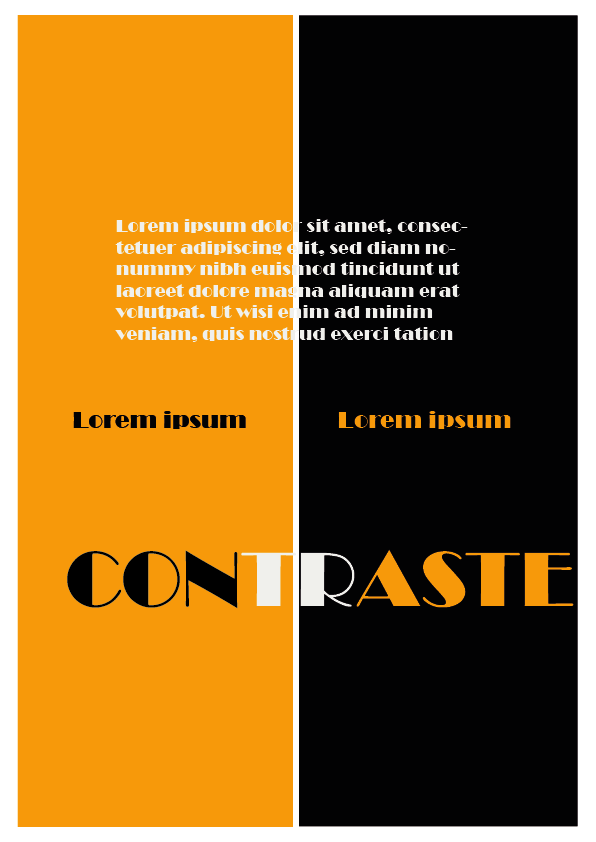 Lorem ipsum dolor sit amet, consec-
tetuer adipiscing elit, sed diam no-
nummy nibh euismod tincidunt ut
laoreet dolore magna aliquam erat
volutpat. Ut wisi enim ad minim
veniam, quis nostrud exerci tation
Lorem ipsum
Lorem ipsum
CONTRASTE